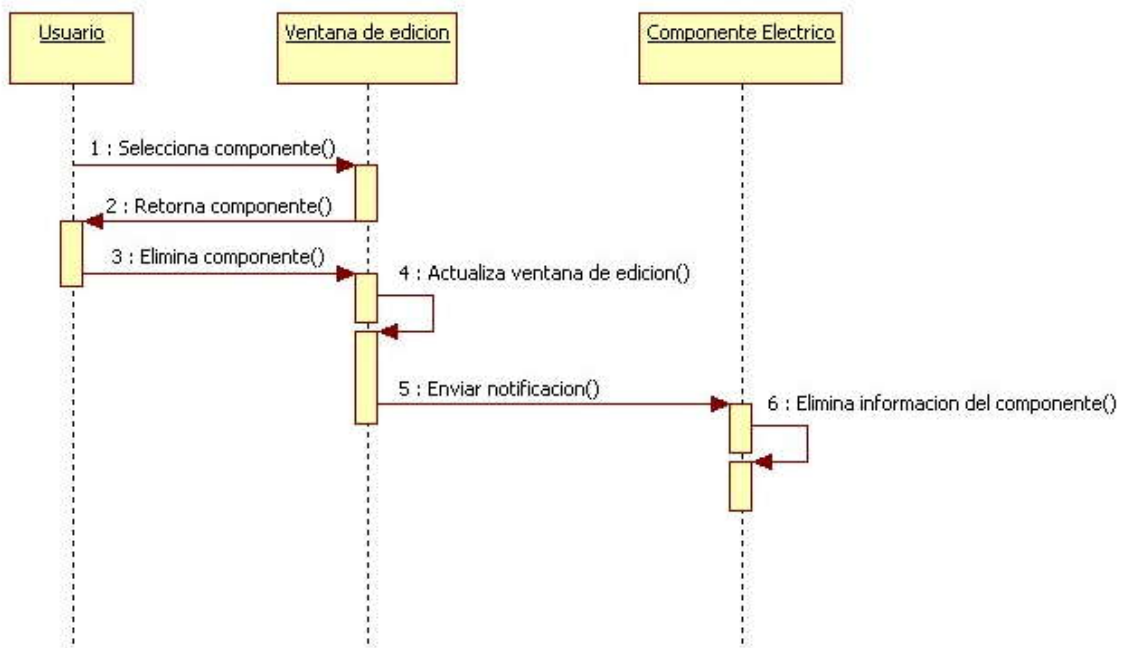 Usuario
Ventana de edicion
Componente Electrico
1 : Selecciona componente()
2 : Retorna componente()
3 : Elimina componente()
4 : Actualiza ventana de edicion()
5 : Enviar notificacion()
6 : Elimina informacion del componente()